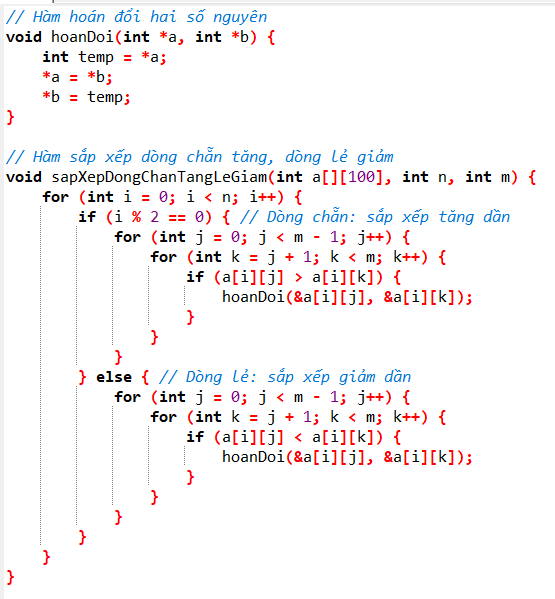 // Hàm hoán đổi hai số nguyên
void hoanDoi(int *a, int *b) {
    int temp = *a;
    *a = *b;
    *b = temp;
}

// Hàm sắp xếp dòng chẵn tăng, dòng lẻ giảm
void sapXepDongChanTangLeGiam(int a[][100], int n, int m) {
    for (int i = 0; i < n; i++) {
        if (i % 2 == 0) { // Dòng chẵn: sắp xếp tăng dần
            for (int j = 0; j < m - 1; j++) {
                for (int k = j + 1; k < m; k++) {
                    if (a[i][j] > a[i][k]) {
                        hoanDoi(&a[i][j], &a[i][k]);
                    }
                }
            }
        } else { // Dòng lẻ: sắp xếp giảm dần
            for (int j = 0; j < m - 1; j++) {
                for (int k = j + 1; k < m; k++) {
                    if (a[i][j] < a[i][k]) {
                        hoanDoi(&a[i][j], &a[i][k]);
                    }
                }
            }
        }
    }
}